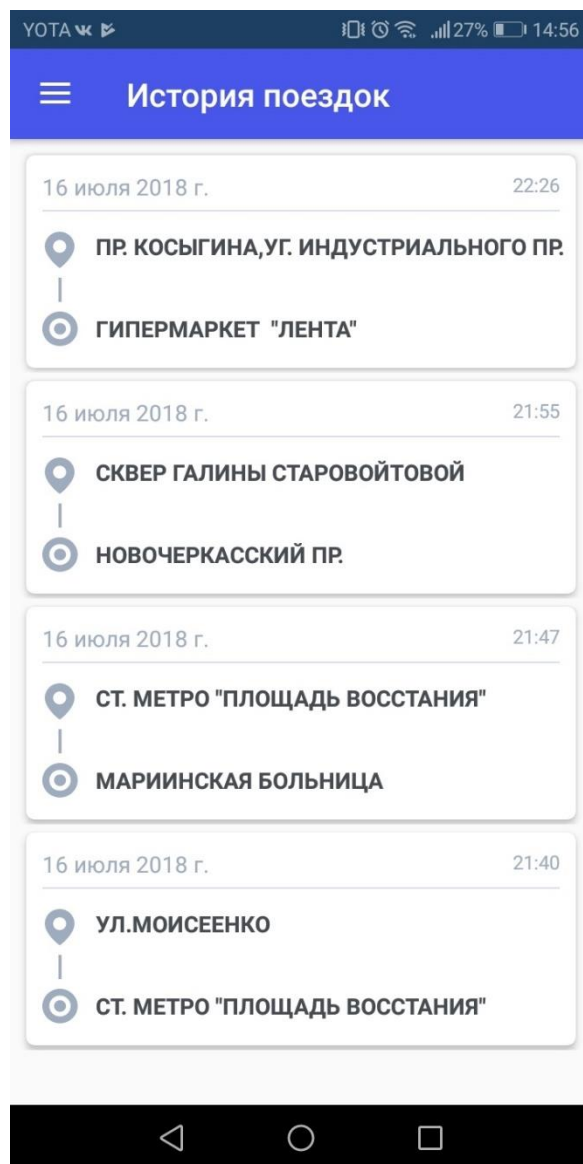 YOTA 27% 14:56
История поездок
16 июля 2018 г. 22:26
ПР. КОСЫГИНА,УГ. ИНДУСТРИАЛЬНОГО ПР.
ГИПЕРМАРКЕТ "ЛЕНТА"
16 июля 2018 г. 21:55
СКВЕР ГАЛИНЫ СТАРОВОЙТОВОЙ
НОВОЧЕРКАССКИЙ ПР.
16 июля 2018 г. 21:47
СТ. МЕТРО "ПЛОЩАДЬ ВОССТАНИЯ"
МАРИИНСКАЯ БОЛЬНИЦА
16 июля 2018 г. 21:40
УЛ.МОИСЕЕНКО
СТ. МЕТРО "ПЛОЩАДЬ ВОССТАНИЯ"